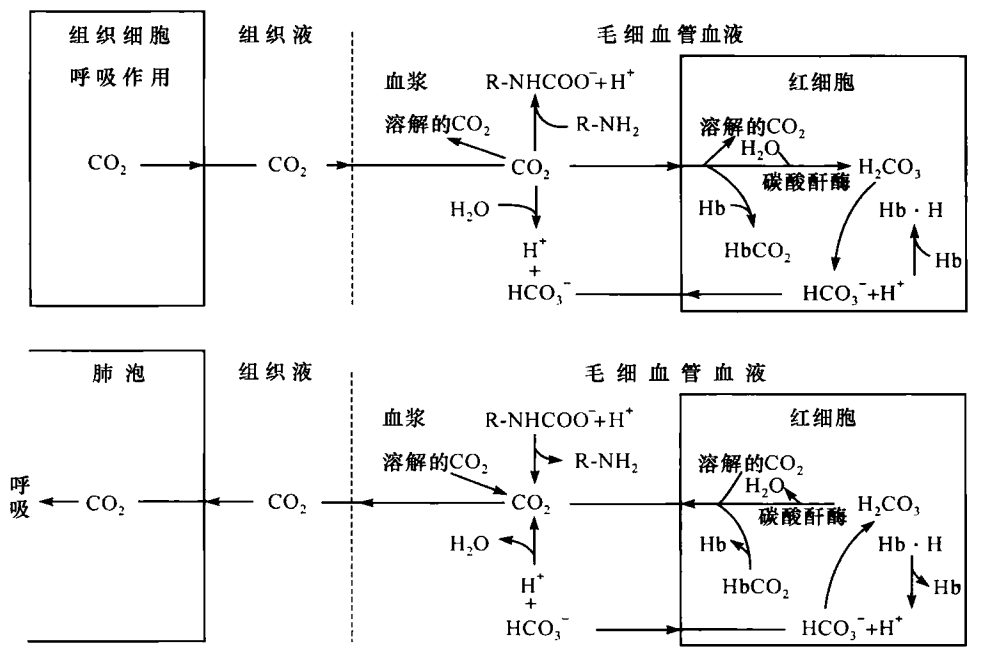 组织细胞 组织液 毛细血管血液
呼吸作用 血浆 R-NHCOO⁻+H⁺ 红细胞
溶解的CO₂ R-NH₂ 溶解的CO₂
H₂O
CO₂ CO₂ CO₂ H₂CO₃
碳酸酐酶
H₂O Hb Hb·H
H⁺ HbCO₂ Hb
+
HCO₃⁻ HCO₃⁻+H⁺
肺泡 组织液 毛细血管血液
血浆 R-NHCOO⁻+H⁺ 红细胞
溶解的CO₂ R-NH₂ 溶解的CO₂
H₂O
呼吸 CO₂ CO₂ CO₂ H₂CO₃
碳酸酐酶
H₂O Hb Hb·H
H⁺ HbCO₂ Hb
+
HCO₃⁻ HCO₃⁻+H⁺